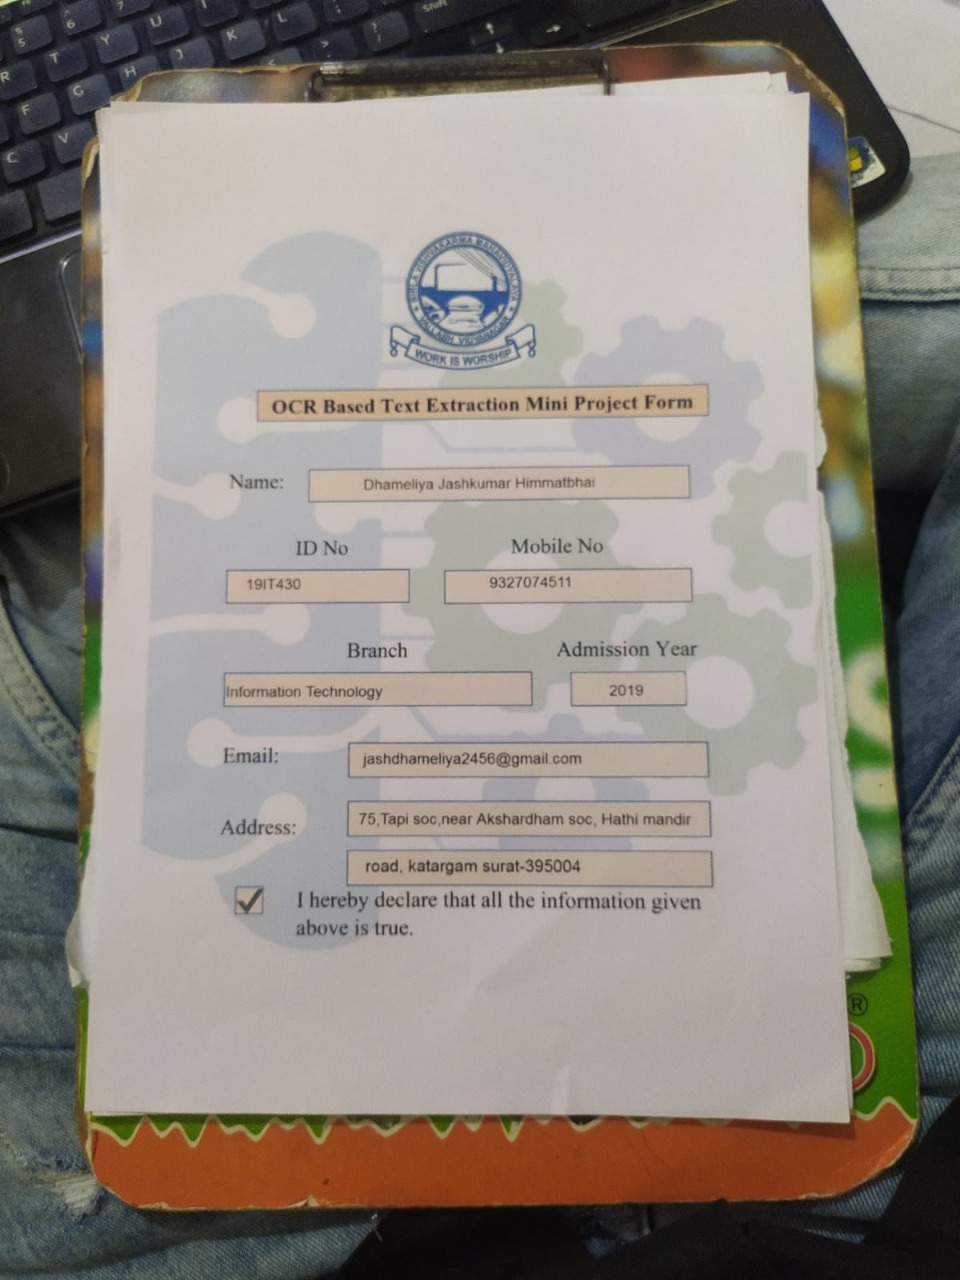 BIRLA VISHVAKARMA MAHAVIDYALAYA
VALLABH VIDYANAGAR
WORK IS WORSHIP
OCR Based Text Extraction Mini Project Form
Name: Dhameliya Jashkumar Himmatbhai
ID No Mobile No
19IT430 9327074511
Branch Admission Year
Information Technology 2019
Email: jashdhameliya2456@gmail.com
Address: 75,Tapi soc,near Akshardham soc, Hathi mandir
road, katargam surat-395004
I hereby declare that all the information given
above is true.